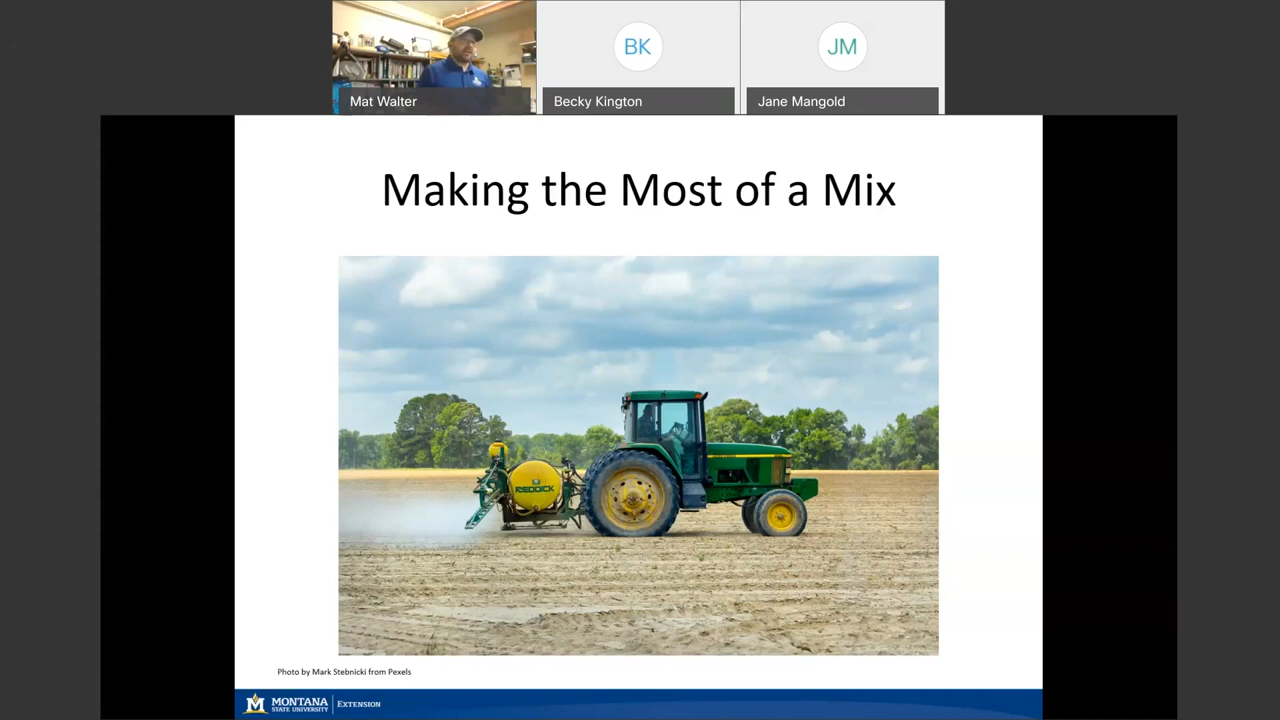 BK
JM
Mat Walter
Becky Kington
Jane Mangold
Making the Most of a Mix
REDDICK
Photo by Mark Stebnicki from Pexels
M MONTANA
STATE UNIVERSITY
EXTENSION